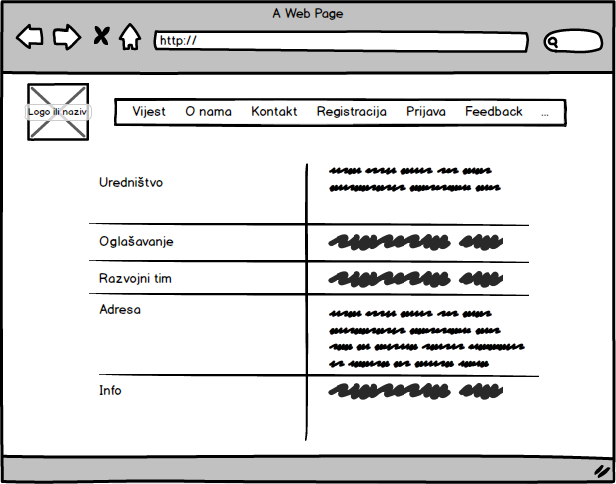 A Web Page
http://
Logo ili naziv
Vijest O nama Kontakt Registracija Prijava Feedback ...
Uredništvo
Oglašavanje
Razvojni tim
Adresa
Info